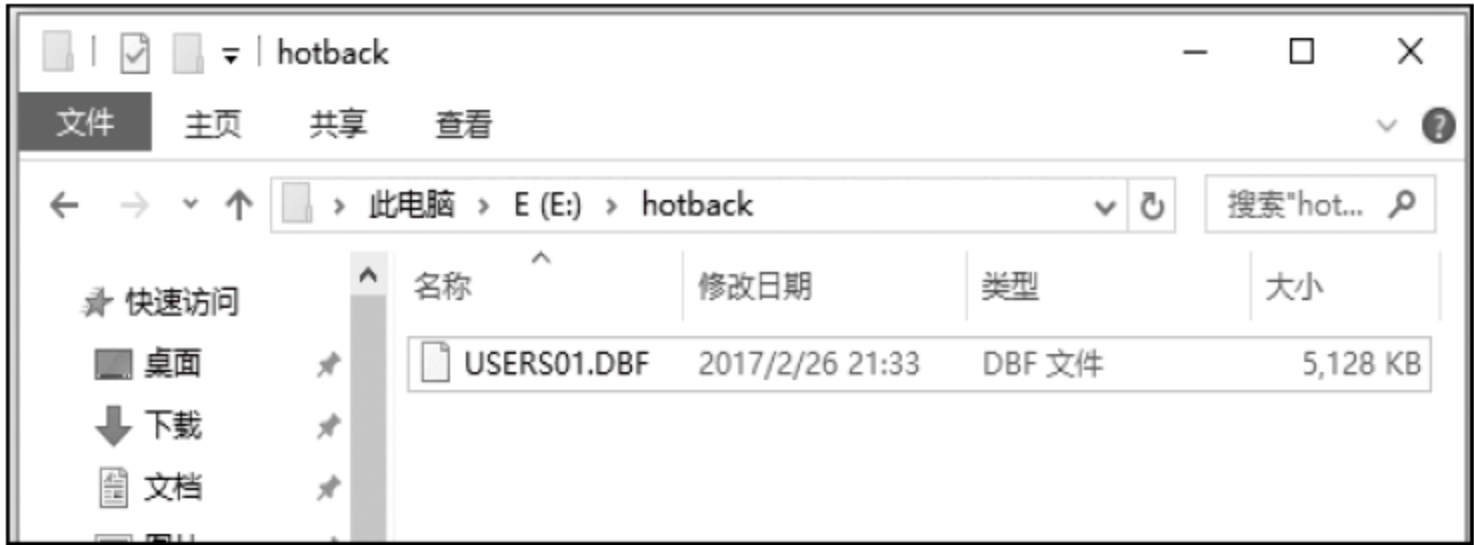 hotback
文件 主页 共享 查看
此电脑 > E (E:) > hotback 搜索"hot...
快速访问 名称 修改日期 类型 大小
桌面 USERS01.DBF 2017/2/26 21:33 DBF 文件 5,128 KB
下载
文档